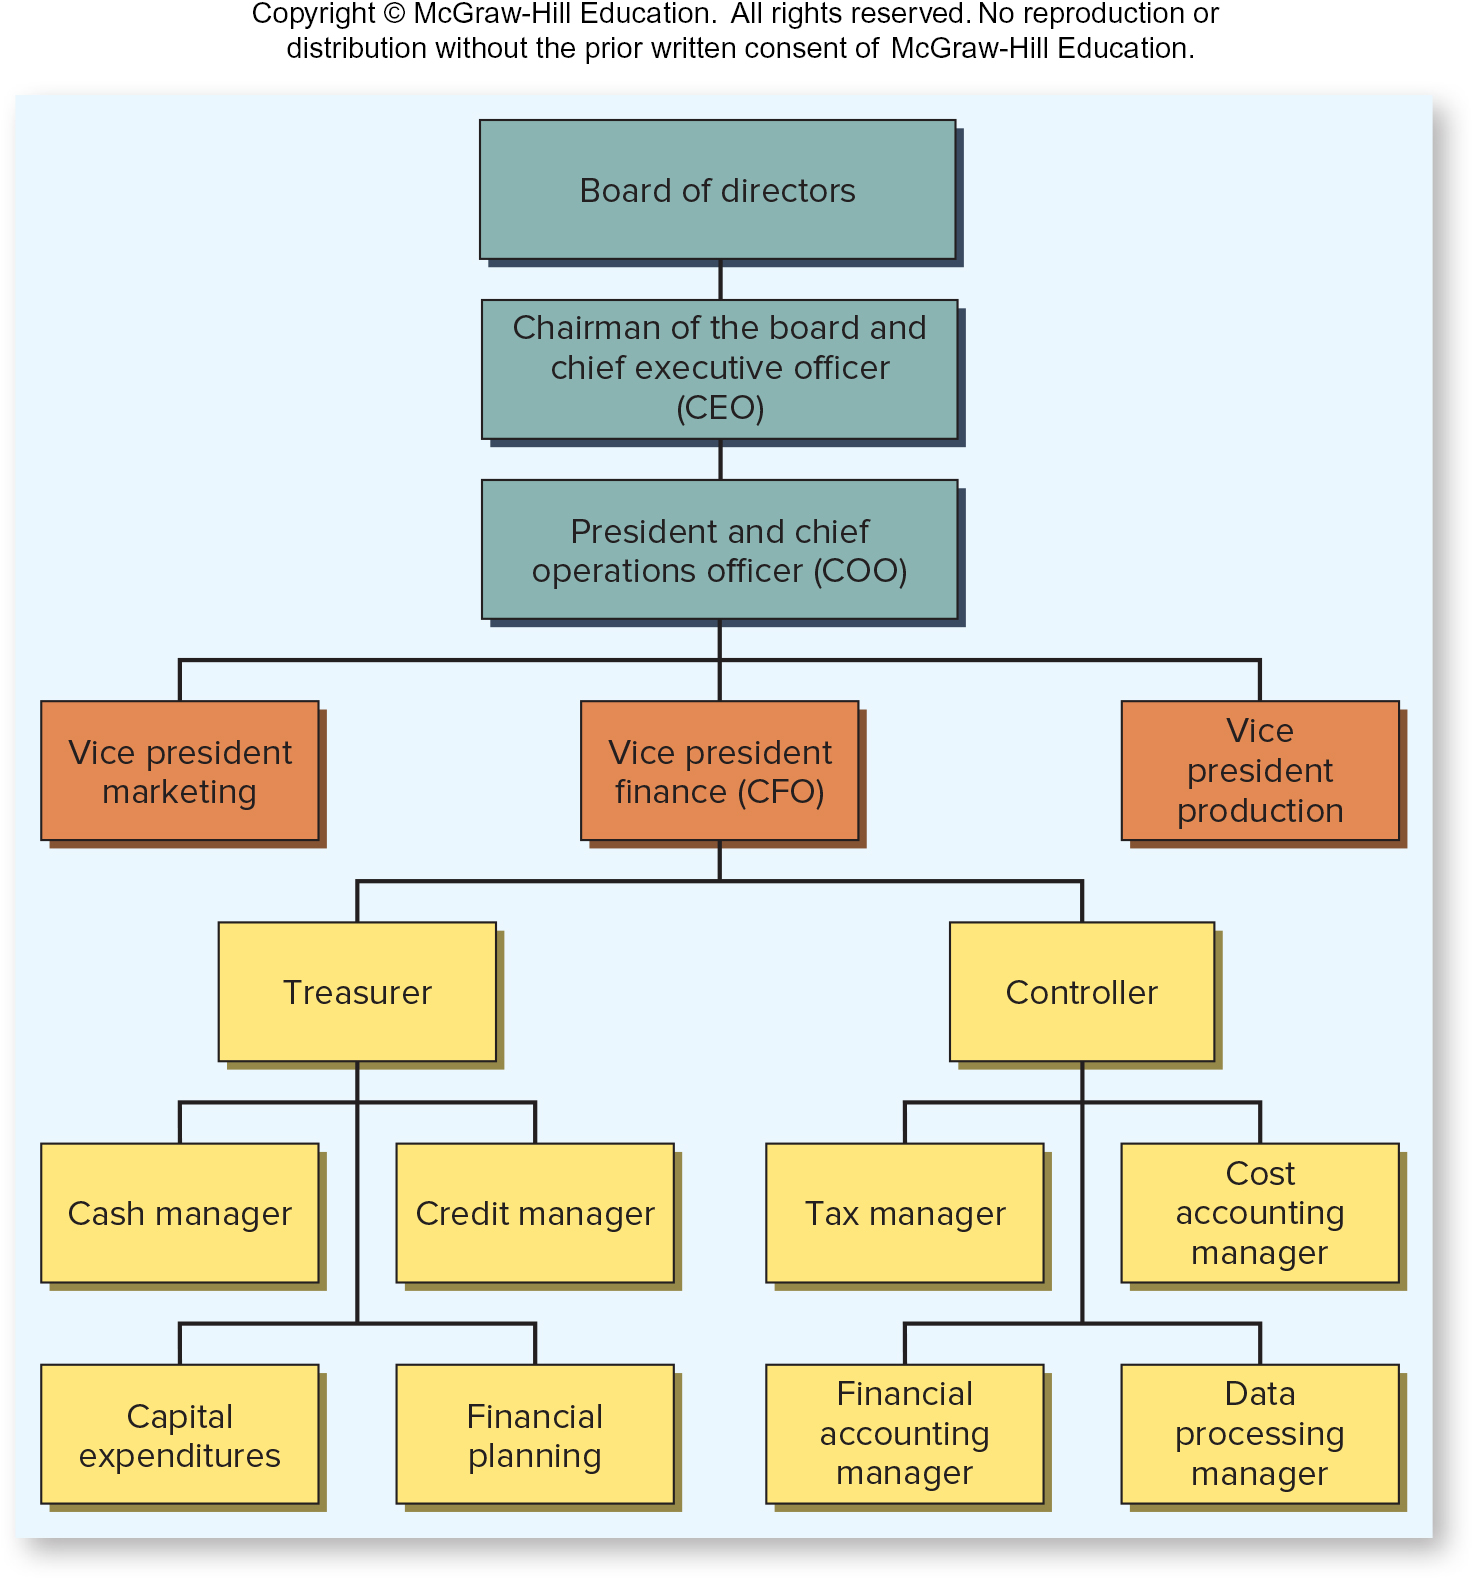 Copyright © McGraw-Hill Education.  All rights reserved. No reproduction or
distribution without the prior written consent of McGraw-Hill Education.
Board of directors
Chairman of the board and
chief executive officer
(CEO)
President and chief
operations officer (COO)
Vice president
marketing
Vice president
finance (CFO)
Vice
president
production
Treasurer
Controller
Cash manager
Credit manager
Tax manager
Cost
accounting
manager
Capital
expenditures
Financial
planning
Financial
accounting
manager
Data
processing
manager